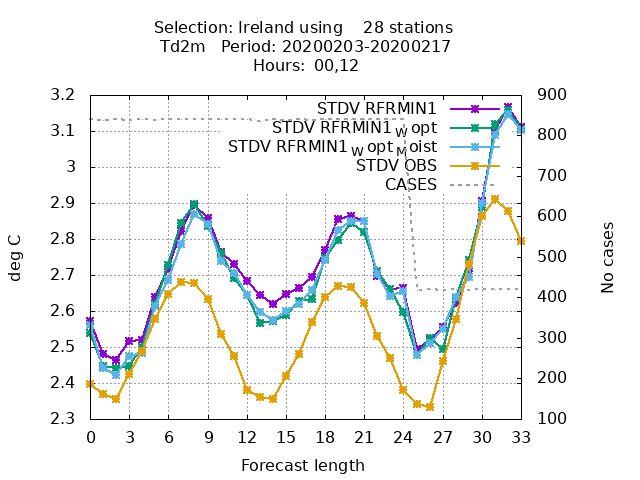 Selection: Ireland using    28 stations
Td2m   Period: 20200203-20200217
Hours:  00,12
3.2
3.1
3
2.9
2.8
2.7
2.6
2.5
2.4
2.3
deg C
STDV RFRMIN1
STDV RFRMIN1 W opt
STDV RFRMIN1 W opt M oist
STDV OBS
CASES
900
800
700
600
500
400
300
200
100
No cases
0 3 6 9 12 15 18 21 24 27 30 33
Forecast length